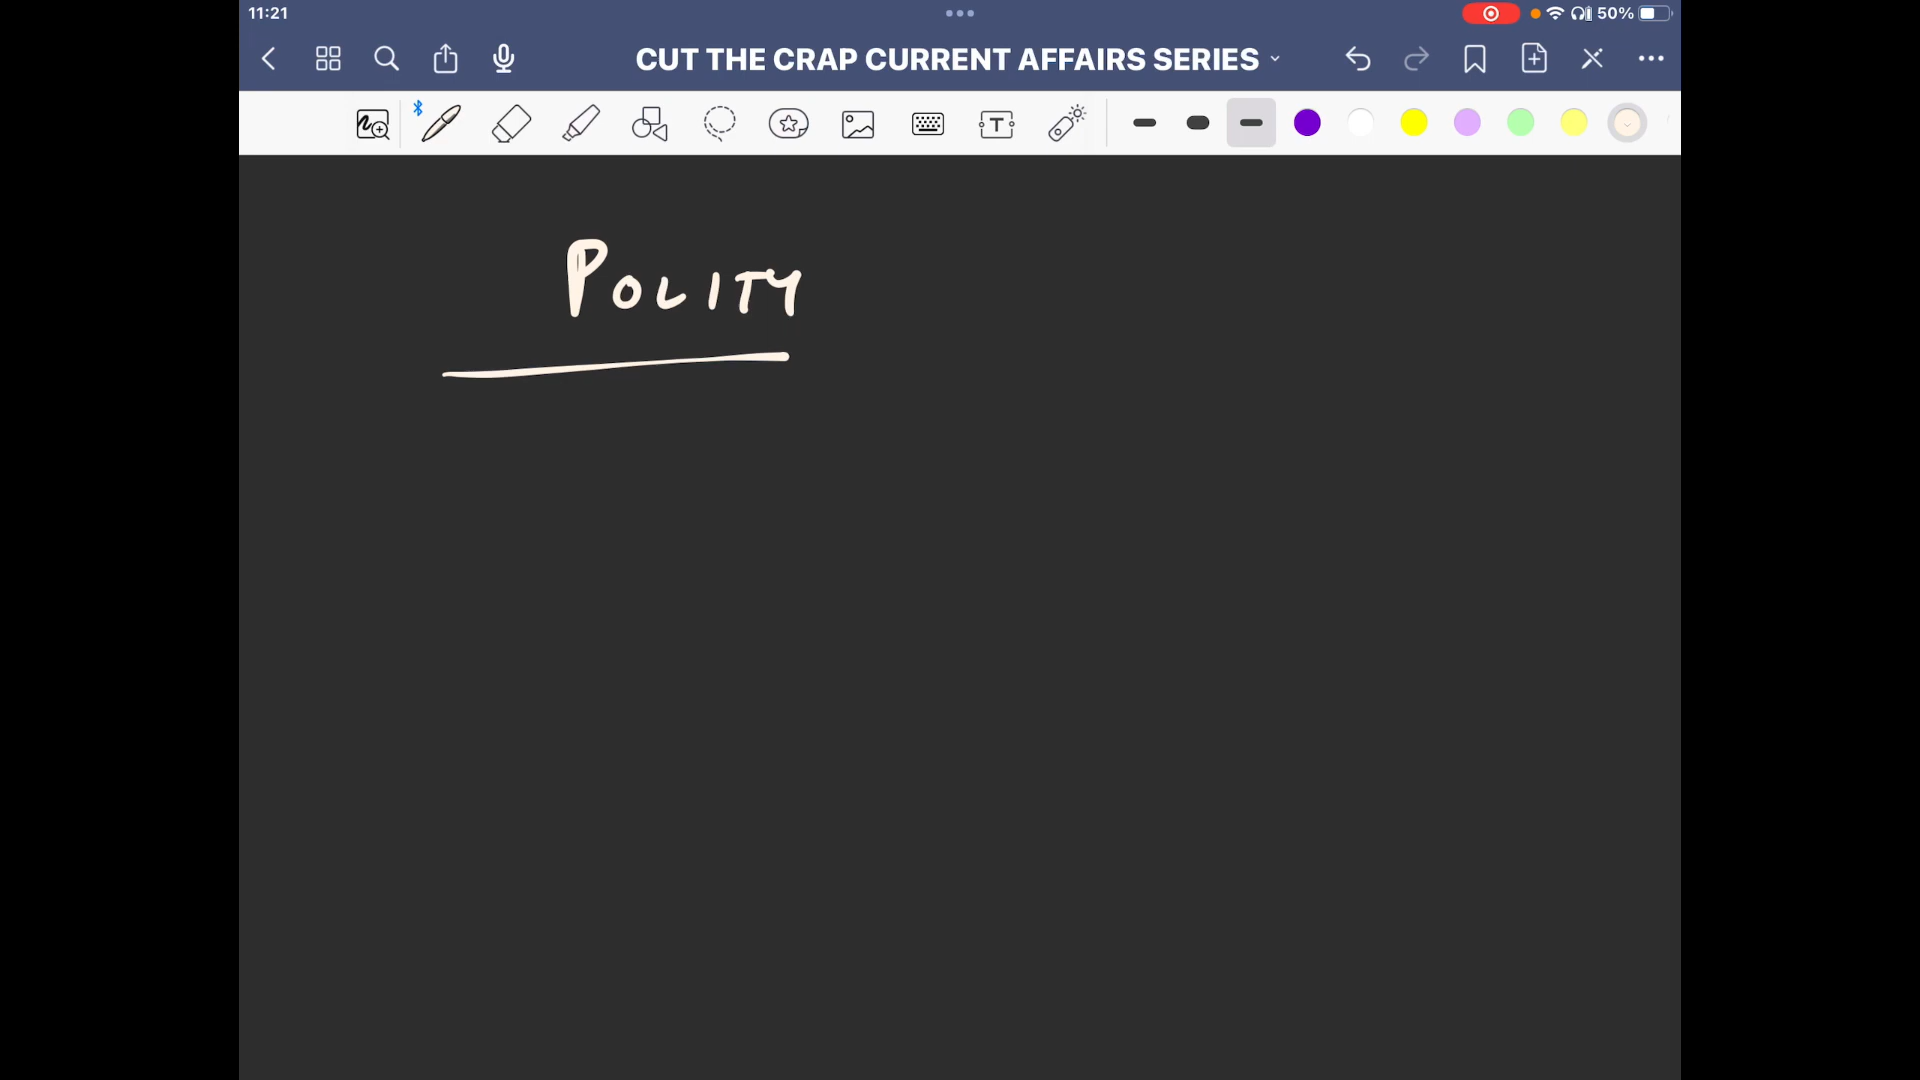 11:21
50%
CUT THE CRAP CURRENT AFFAIRS SERIES
T
POLITY